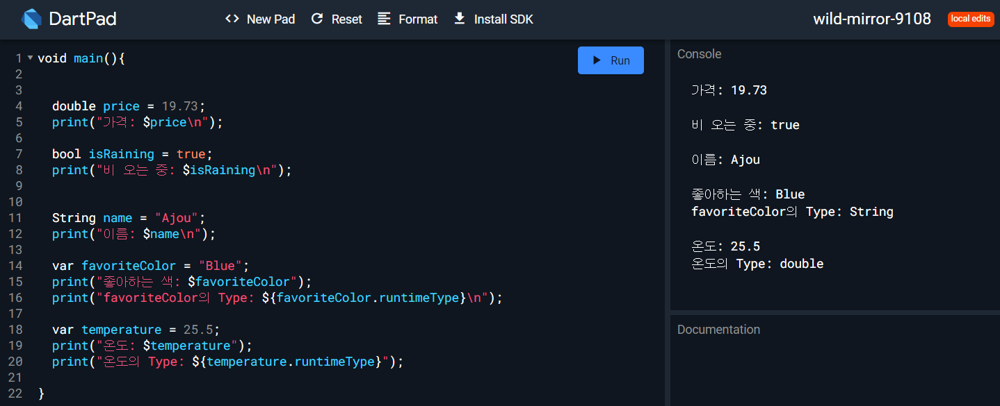 DartPad
<> New Pad
Reset
Format
Install SDK
wild-mirror-9108
local edits
1 void main(){
2
3
4   double price = 19.73;
5   print("가격: $price\n");
6
7   bool isRaining = true;
8   print("비 오는 중: $isRaining\n");
9
10
11   String name = "Ajou";
12   print("이름: $name\n");
13
14   var favoriteColor = "Blue";
15   print("좋아하는 색: $favoriteColor");
16   print("favoriteColor의 Type: ${favoriteColor.runtimeType}\n");
17
18   var temperature = 25.5;
19   print("온도: $temperature");
20   print("온도의 Type: ${temperature.runtimeType}");
21
22 }
Run
Console
가격: 19.73
비 오는 중: true
이름: Ajou
좋아하는 색: Blue
favoriteColor의 Type: String
온도: 25.5
온도의 Type: double
Documentation